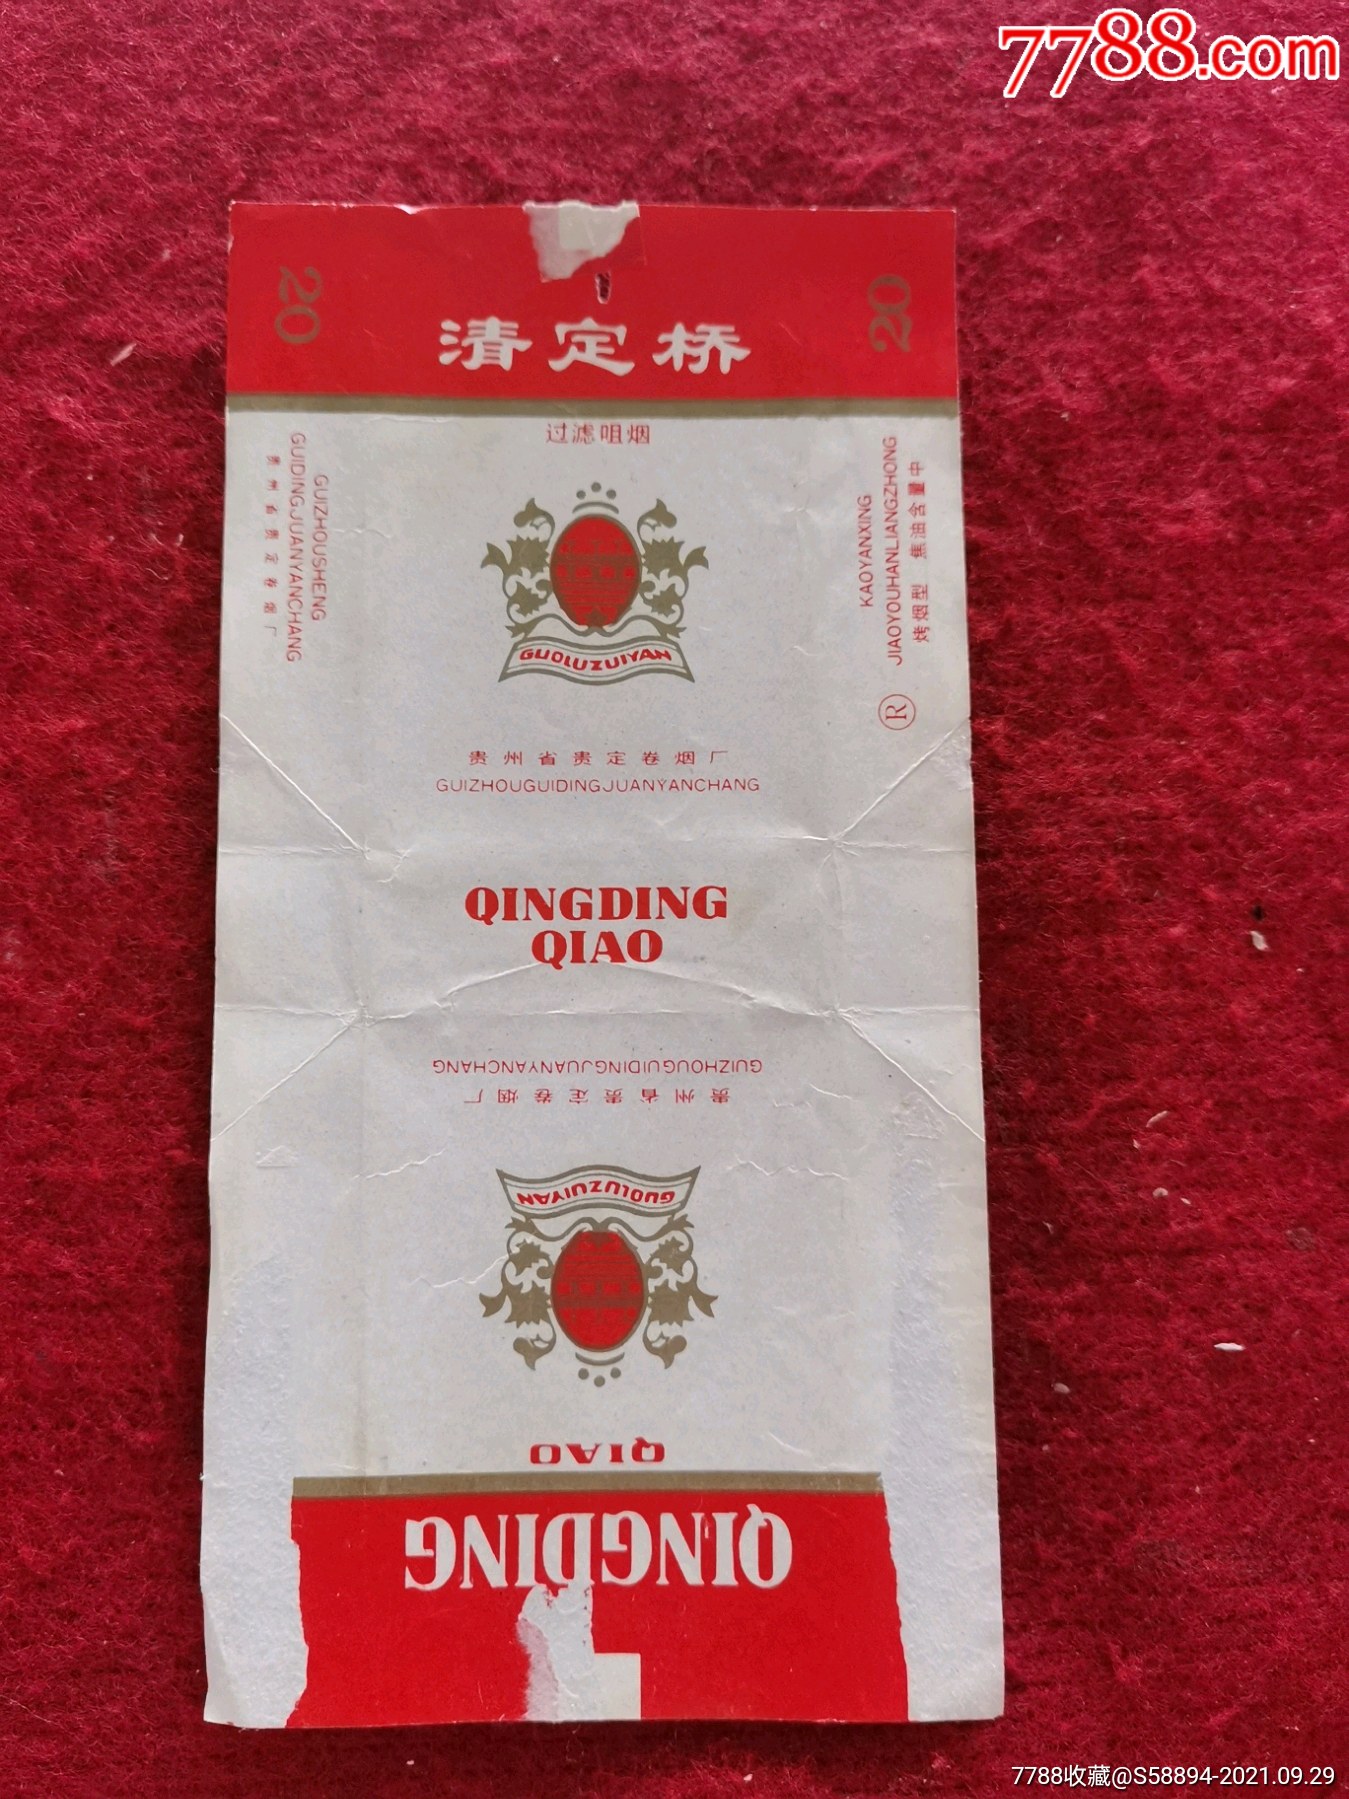 7788.com
20
20
清定桥
过滤咀烟
GUIZHOUSHENG
GUIDINGJUANYANCHANG
贵州省贵定卷烟厂
KAOYANXING
JIAOYOUHANLIANGZHONG
烤烟型 焦油含量中
R
GUOLUZUIYAN
贵州省贵定卷烟厂
GUIZHOUGUIDINGJUANYANCHANG
QINGDING
QIAO
GUIZHOUGUIDINGJUANYANCHANG
贵州省贵定卷烟厂
GUOLUZUIYAN
QIAO
QINGDING
7788收藏@S58894-2021.09.29